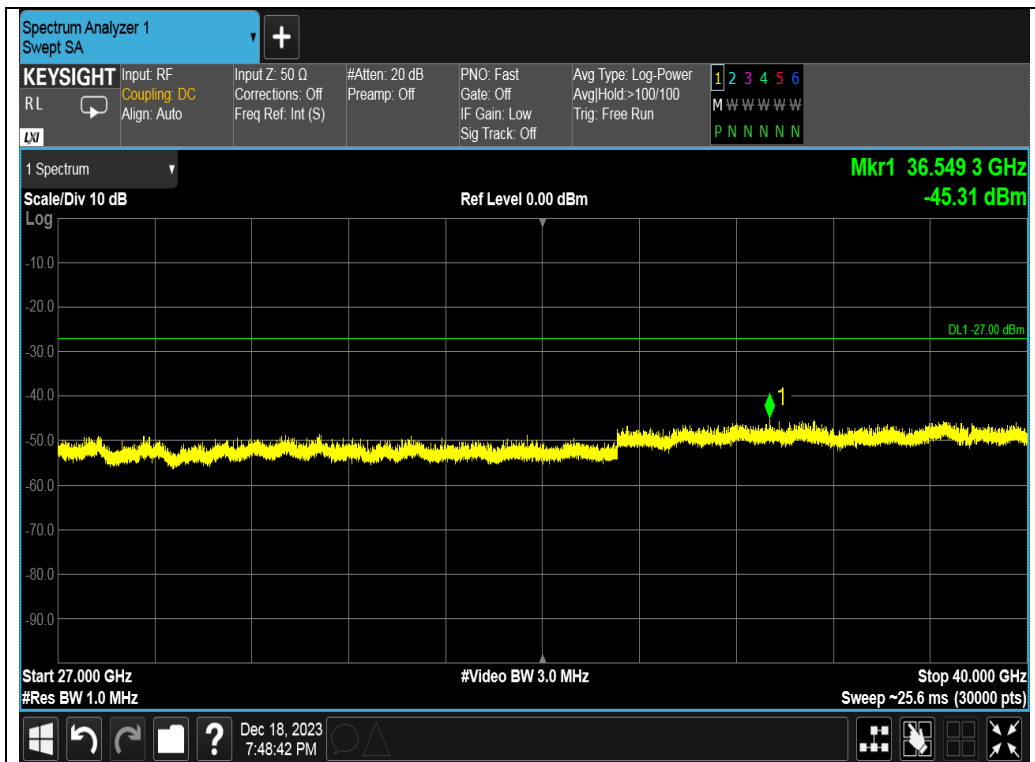 Spectrum Analyzer 1
Swept SA
+
KEYSIGHT
RL
LXI
Input: RF
Coupling: DC
Align: Auto
Input Z: 50 Ω
Corrections: Off
Freq Ref: Int (S)
#Atten: 20 dB
Preamp: Off
PNO: Fast
Gate: Off
IF Gain: Low
Sig Track: Off
Avg Type: Log-Power
Avg|Hold:>100/100
Trig: Free Run
1 2 3 4 5 6
M W W W W W
P N N N N N
1 Spectrum
Mkr1 36.549 3 GHz
Scale/Div 10 dB
Ref Level 0.00 dBm
-45.31 dBm
Log
-10.0
-20.0
DL1 -27.00 dBm
-30.0
-40.0
1
-50.0
-60.0
-70.0
-80.0
-90.0
Start 27.000 GHz
#Video BW 3.0 MHz
Stop 40.000 GHz
#Res BW 1.0 MHz
Sweep ~25.6 ms (30000 pts)
?
Dec 18, 2023
7:48:42 PM